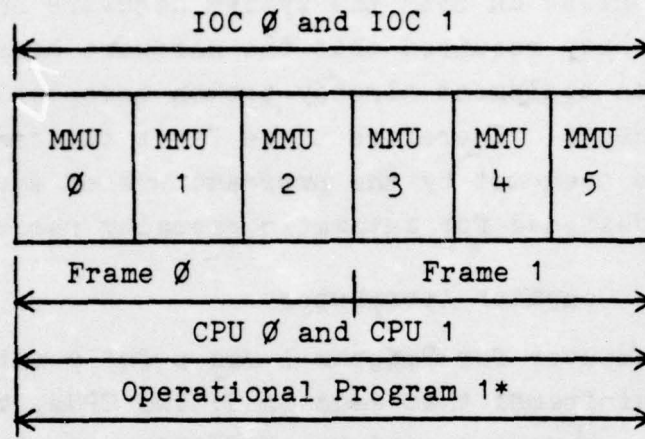 IOC Ø and IOC 1
MMU Ø MMU 1 MMU 2 MMU 3 MMU 4 MMU 5
Frame Ø Frame 1
CPU Ø and CPU 1
Operational Program 1*